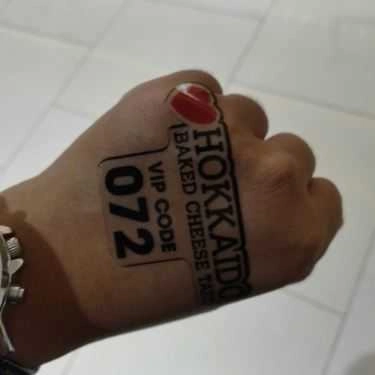 HOKKAIDO
BAKED CHEESE
VIP CODE
072